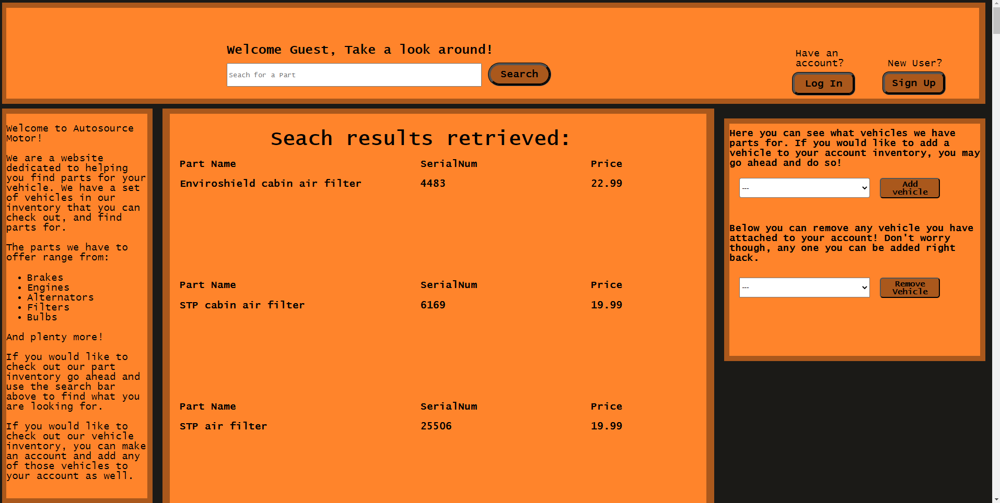 Welcome Guest, Take a look around!
Seach for a Part
Search
Have an
account?
Log In
New User?
Sign Up
Welcome to Autosource
Motor!
We are a website
dedicated to helping
you find parts for your
vehicle. We have a set
of vehicles in our
inventory that you can
check out, and find
parts for.
The parts we have to
offer range from:
• Brakes
• Engines
• Alternators
• Filters
• Bulbs
And plenty more!
If you would like to
check out our part
inventory go ahead and
use the search bar
above to find what you
are looking for.
If you would like to
check out our vehicle
inventory, you can make
an account and add any
of those vehicles to
your account as well.
Seach results retrieved:
Part Name SerialNum Price
Enviroshield cabin air filter 4483 22.99
Part Name SerialNum Price
STP cabin air filter 6169 19.99
Part Name SerialNum Price
STP air filter 25506 19.99
Here you can see what vehicles we have
parts for. If you would like to add a
vehicle to your account inventory, you may
go ahead and do so!
---
Add
vehicle
Below you can remove any vehicle you have
attached to your account! Don't worry
though, any one you can be added right
back.
---
Remove
Vehicle